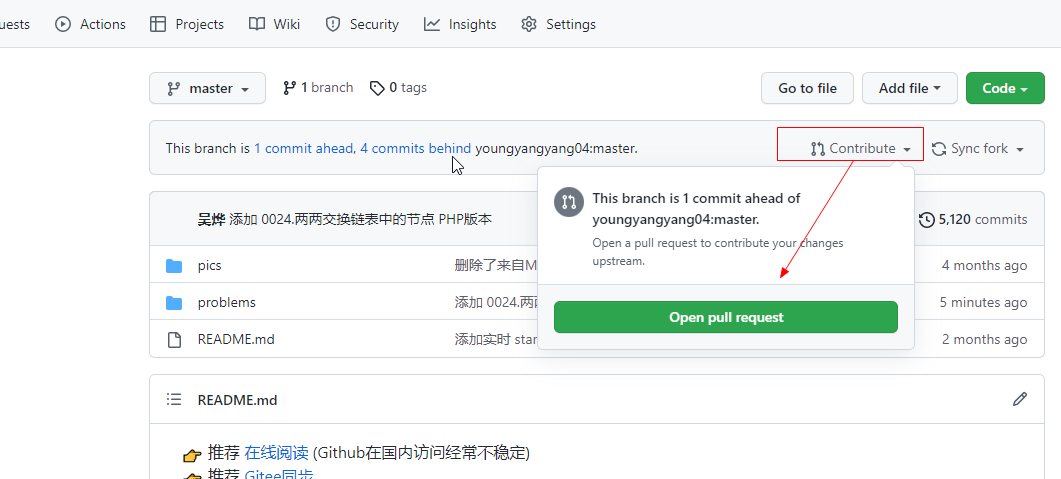 uests Actions Projects Wiki Security Insights Settings
master 1 branch 0 tags Go to file Add file Code
This branch is 1 commit ahead, 4 commits behind youngyangyang04:master. Contribute Sync fork
吴烨 添加 0024.两两交换链表中的节点 PHP版本 5,120 commits
This branch is 1 commit ahead of
youngyangyang04:master.
Open a pull request to contribute your changes
upstream.
Open pull request
pics 删除了来自M 4 months ago
problems 添加 0024.两 5 minutes ago
README.md 添加实时 star 2 months ago
README.md
👉 推荐 在线阅读 (Github在国内访问经常不稳定)
👉 推荐 Gitee同步